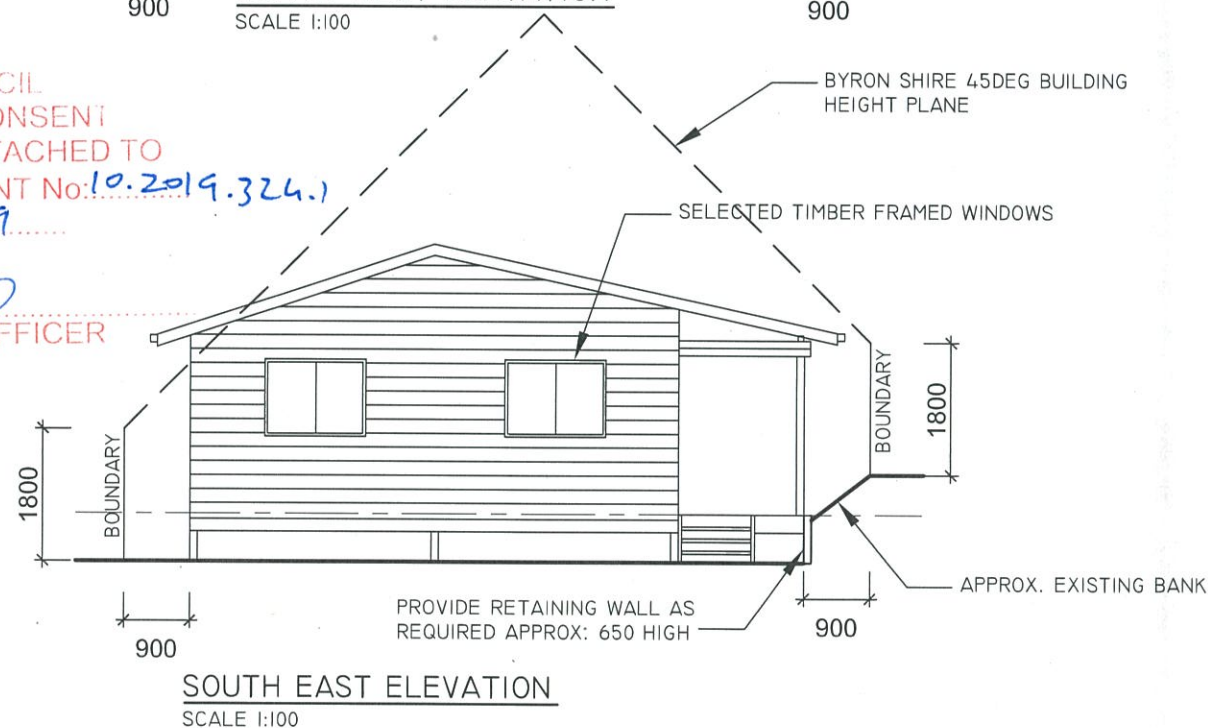 900
SCALE 1:100
900
BYRON SHIRE 45DEG BUILDING
HEIGHT PLANE
CIL
ONSENT
TACHED TO
NT No: 10.2019.324.1
9
FFICER
SELECTED TIMBER FRAMED WINDOWS
BOUNDARY
1800
BOUNDARY
1800
APPROX. EXISTING BANK
PROVIDE RETAINING WALL AS
REQUIRED APPROX: 650 HIGH
900
900
SOUTH EAST ELEVATION
SCALE 1:100